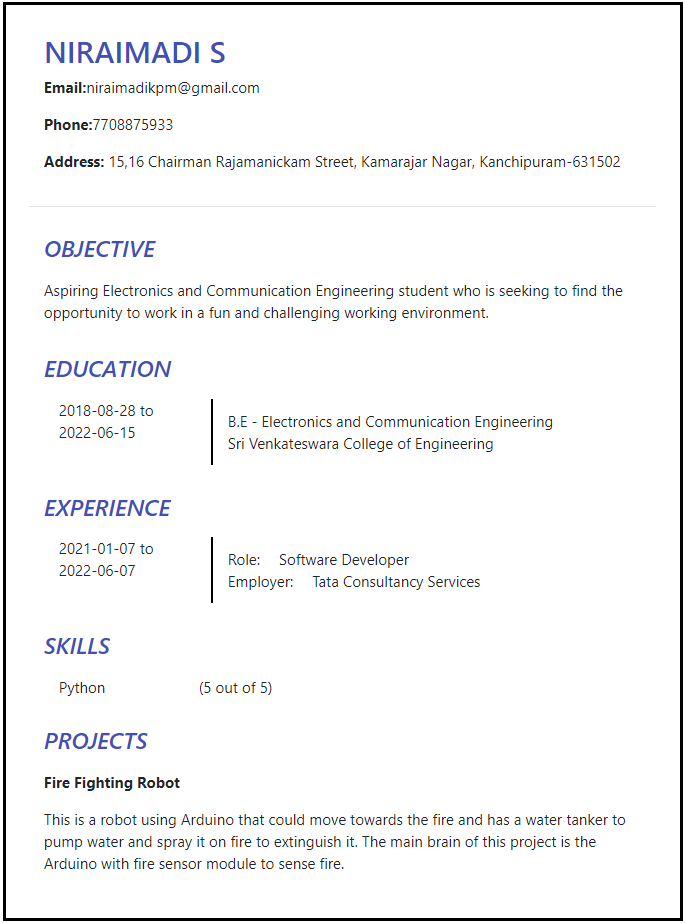 NIRAIMADI S
Email:niraimadikpm@gmail.com
Phone:7708875933
Address: 15,16 Chairman Rajamanickam Street, Kamarajar Nagar, Kanchipuram-631502
OBJECTIVE
Aspiring Electronics and Communication Engineering student who is seeking to find the
opportunity to work in a fun and challenging working environment.
EDUCATION
2018-08-28 to
2022-06-15
B.E - Electronics and Communication Engineering
Sri Venkateswara College of Engineering
EXPERIENCE
2021-01-07 to
2022-06-07
Role: Software Developer
Employer: Tata Consultancy Services
SKILLS
Python (5 out of 5)
PROJECTS
Fire Fighting Robot
This is a robot using Arduino that could move towards the fire and has a water tanker to
pump water and spray it on fire to extinguish it. The main brain of this project is the
Arduino with fire sensor module to sense fire.